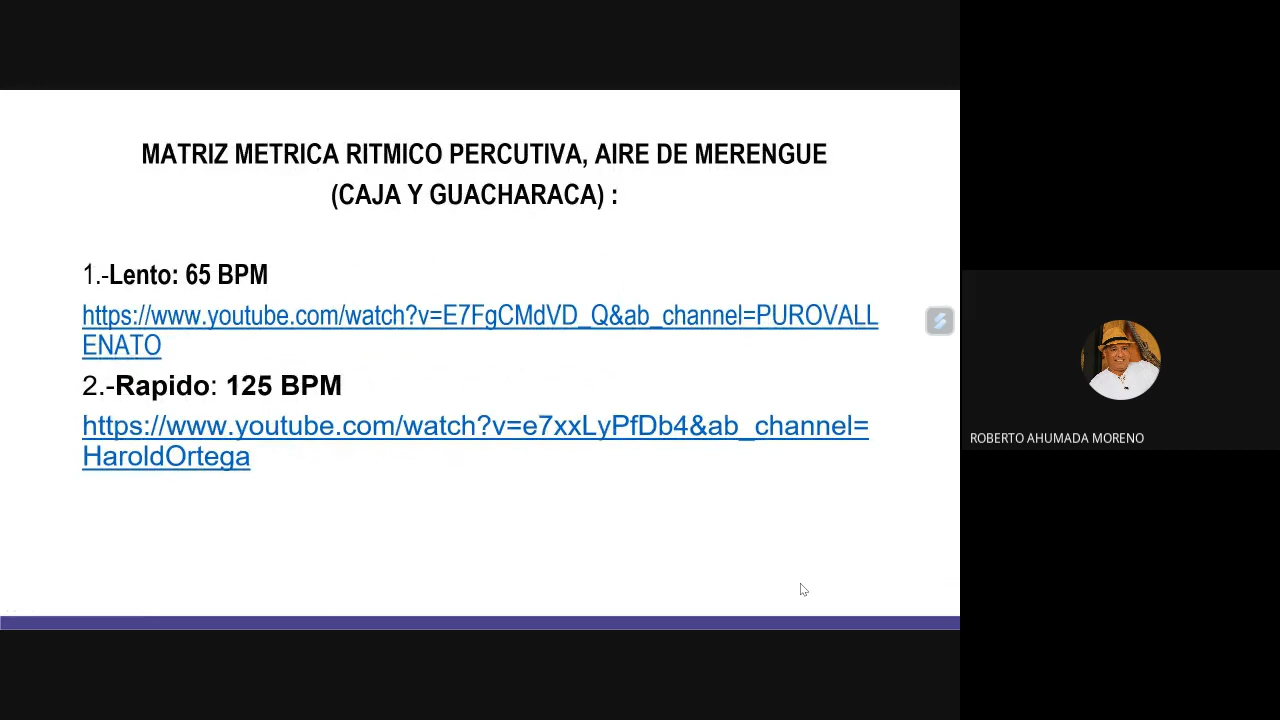 MATRIZ METRICA RITMICO PERCUTIVA, AIRE DE MERENGUE
(CAJA Y GUACHARACA) :
1.-Lento: 65 BPM
https://www.youtube.com/watch?v=E7FgCMdVD_Q&ab_channel=PUROVALL
ENATO
2.-Rapido: 125 BPM
https://www.youtube.com/watch?v=e7xxLyPfDb4&ab_channel=
HaroldOrtega
ROBERTO AHUMADA MORENO